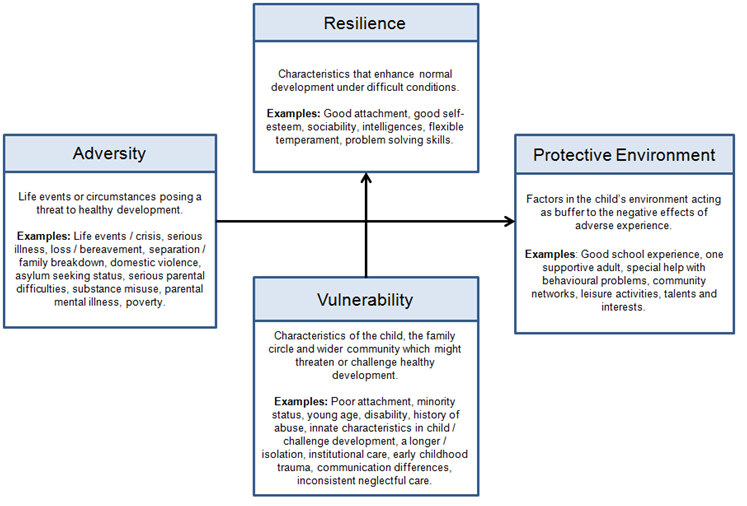 Resilience
Characteristics that enhance normal
development under difficult conditions.
Examples: Good attachment, good self-
esteem, sociability, intelligences, flexible
temperament, problem solving skills.
Adversity
Life events or circumstances posing a
threat to healthy development.
Examples: Life events / crisis, serious
illness, loss / bereavement, separation /
family breakdown, domestic violence,
asylum seeking status, serious parental
difficulties, substance misuse, parental
mental illness, poverty.
Protective Environment
Factors in the child's environment acting
as buffer to the negative effects of
adverse experience.
Examples: Good school experience, one
supportive adult, special help with
behavioural problems, community
networks, leisure activities, talents and
interests.
Vulnerability
Characteristics of the child, the family
circle and wider community which might
threaten or challenge healthy
development.
Examples: Poor attachment, minority
status, young age, disability, history of
abuse, innate characteristics in child /
challenge development, a longer /
isolation, institutional care, early childhood
trauma, communication differences,
inconsistent neglectful care.